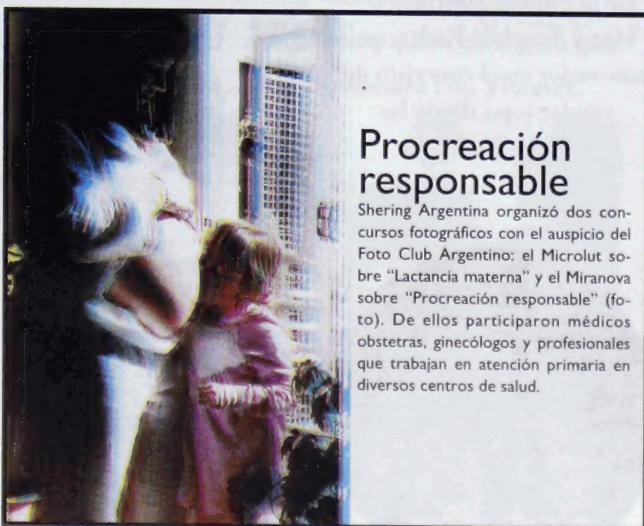 Procreación
responsable
Shering Argentina organizó dos con-
cursos fotográficos con el auspicio del
Foto Club Argentino: el Microlut so-
bre "Lactancia materna" y el Miranova
sobre "Procreación responsable" (fo-
to). De ellos participaron médicos
obstetras, ginecólogos y profesionales
que trabajan en atención primaria en
diversos centros de salud.